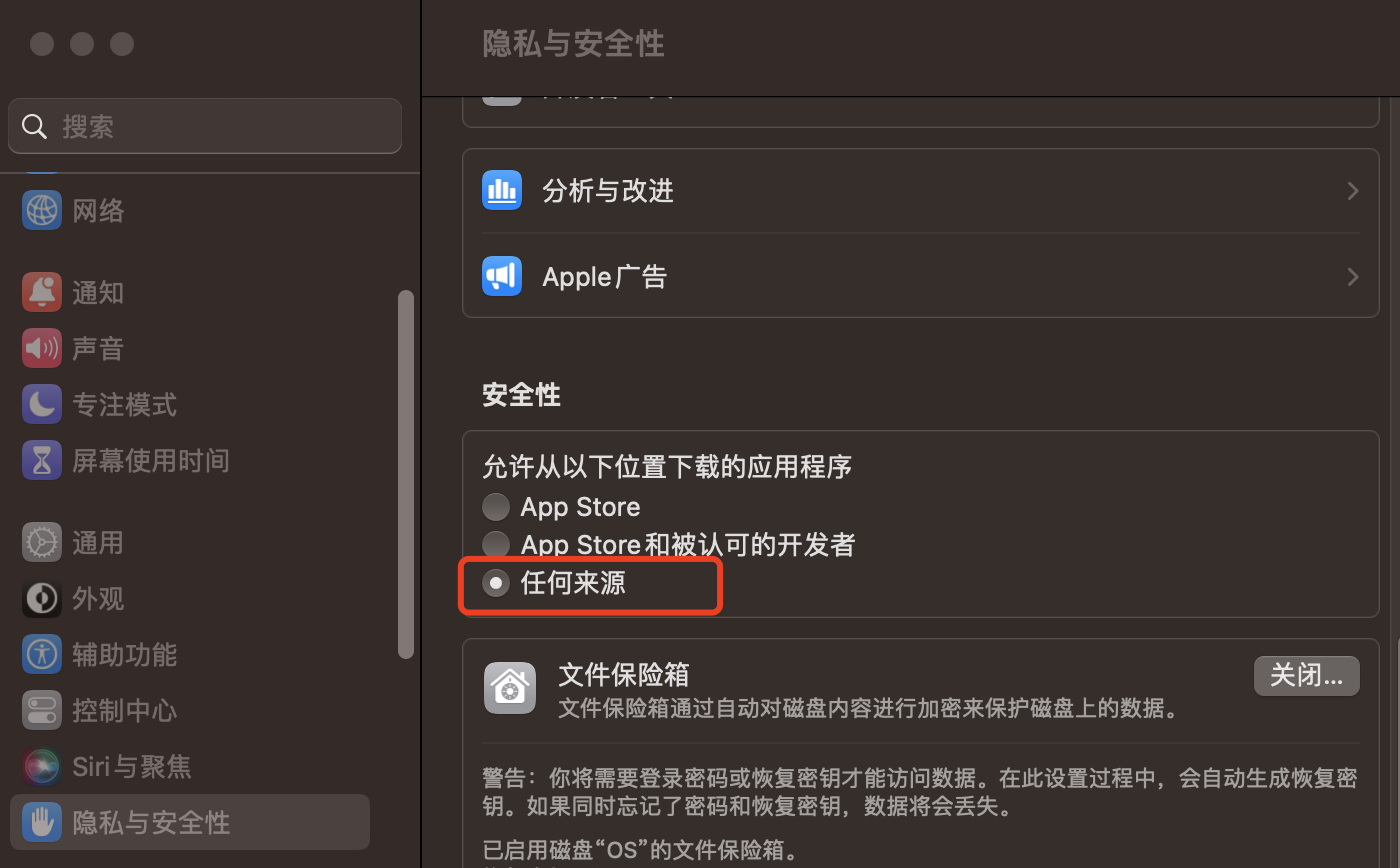 隐私与安全性
搜索
网络
通知
声音
专注模式
屏幕使用时间
通用
外观
辅助功能
控制中心
Siri与聚焦
隐私与安全性
分析与改进
Apple广告
安全性
允许从以下位置下载的应用程序
App Store
App Store和被认可的开发者
任何来源
文件保险箱
关闭...
文件保险箱通过自动对磁盘内容进行加密来保护磁盘上的数据。
警告：你将需要登录密码或恢复密钥才能访问数据。在此设置过程中，会自动生成恢复密
钥。如果同时忘记了密码和恢复密钥，数据将会丢失。
已启用磁盘“OS”的文件保险箱。